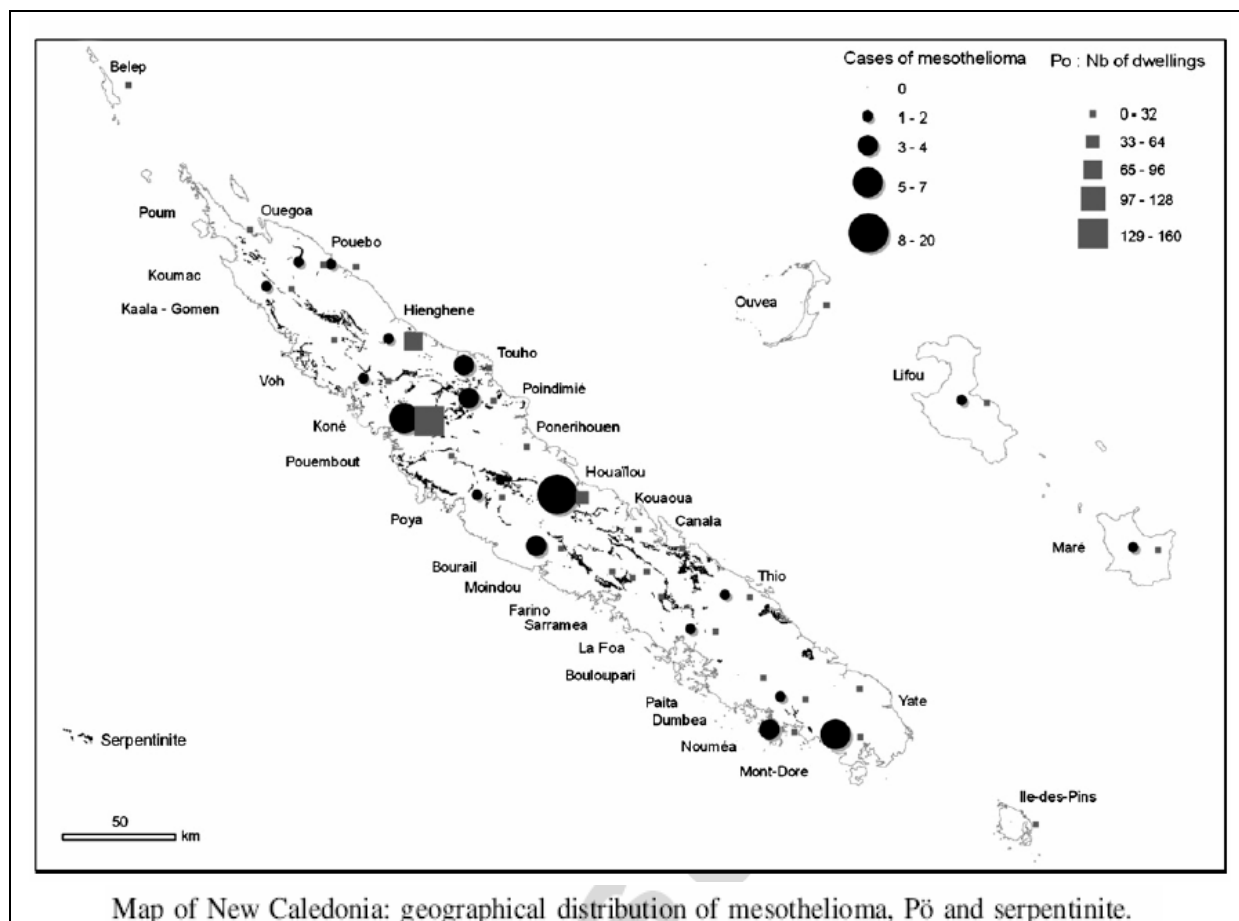 Belep
Cases of mesothelioma
0
1 - 2
3 - 4
5 - 7
8 - 20
Po : Nb of dwellings
0 - 32
33 - 64
65 - 96
97 - 128
129 - 160
Poum
Ouegoa
Pouebo
Koumac
Kaala - Gomen
Hienghene
Ouvea
Touho
Lifou
Voh
Poindimié
Koné
Ponerihouen
Pouembout
Houaïlou
Kouaoua
Poya
Canala
Maré
Bourail
Moindou
Thio
Farino
Sarramea
La Foa
Bouloupari
Paita
Dumbea
Yate
Nouméa
Mont-Dore
Serpentinite
Ile-des-Pins
50
km
Map of New Caledonia: geographical distribution of mesothelioma, Pö and serpentinite.